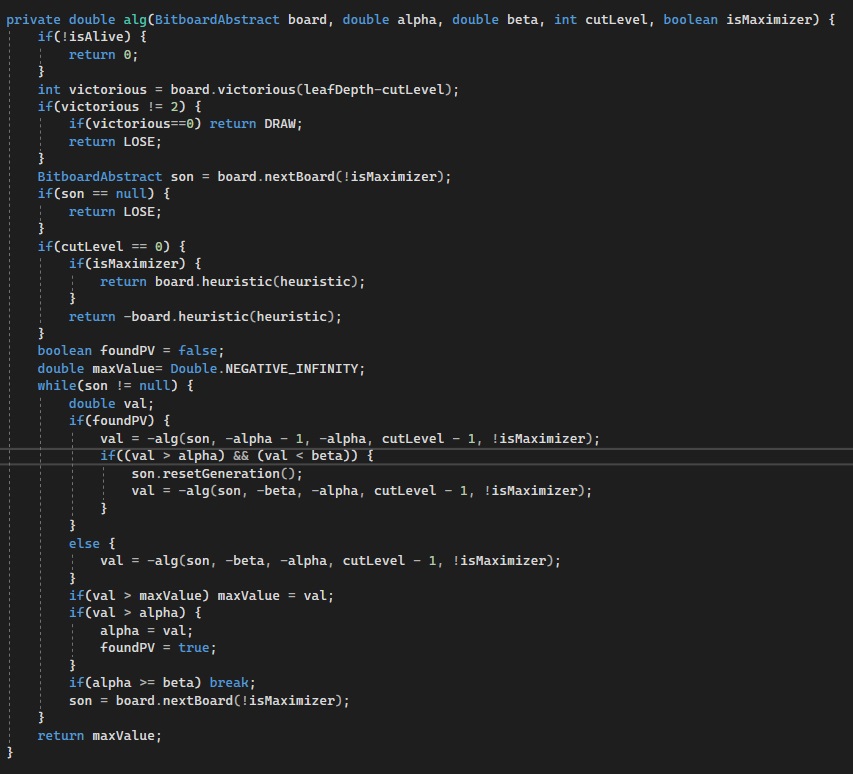 private double alg(BitboardAbstract board, double alpha, double beta, int cutLevel, boolean isMaximizer) {
    if(!isAlive) {
        return 0;
    }
    int victorious = board.victorious(leafDepth-cutLevel);
    if(victorious != 2) {
        if(victorious==0) return DRAW;
        return LOSE;
    }
    BitboardAbstract son = board.nextBoard(!isMaximizer);
    if(son == null) {
        return LOSE;
    }
    if(cutLevel == 0) {
        if(isMaximizer) {
            return board.heuristic(heuristic);
        }
        return -board.heuristic(heuristic);
    }
    boolean foundPV = false;
    double maxValue= Double.NEGATIVE_INFINITY;
    while(son != null) {
        double val;
        if(foundPV) {
            val = -alg(son, -alpha - 1, -alpha, cutLevel - 1, !isMaximizer);
            if((val > alpha) && (val < beta)) {
                son.resetGeneration();
                val = -alg(son, -beta, -alpha, cutLevel - 1, !isMaximizer);
            }
        }
        else {
            val = -alg(son, -beta, -alpha, cutLevel - 1, !isMaximizer);
        }
        if(val > maxValue) maxValue = val;
        if(val > alpha) {
            alpha = val;
            foundPV = true;
        }
        if(alpha >= beta) break;
        son = board.nextBoard(!isMaximizer);
    }
    return maxValue;
}